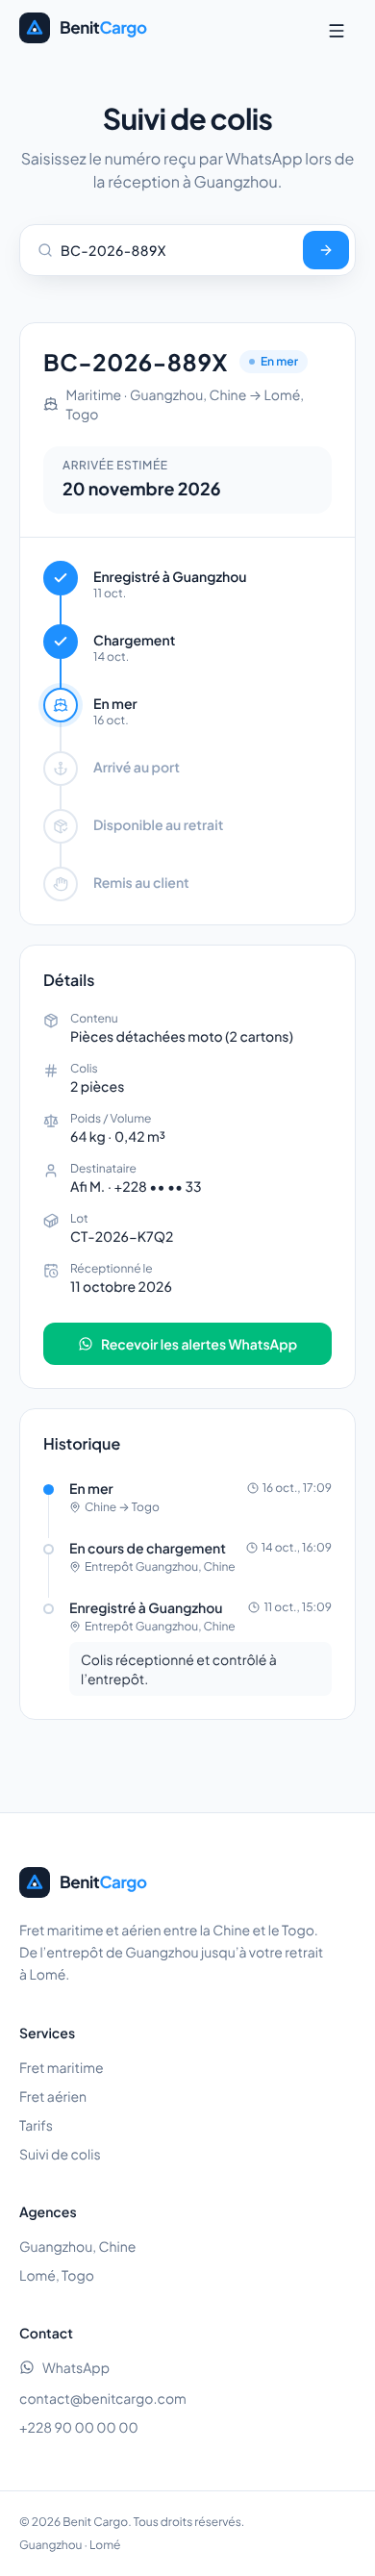 BenitCargo
Suivi de colis
Saisissez le numéro reçu par WhatsApp lors de
la réception à Guangzhou.
BC-2026-889X
BC-2026-889X En mer
Maritime · Guangzhou, Chine → Lomé,
Togo
ARRIVÉE ESTIMÉE
20 novembre 2026
Enregistré à Guangzhou
11 oct.
Chargement
14 oct.
En mer
16 oct.
Arrivé au port
Disponible au retrait
Remis au client
Détails
Contenu
Pièces détachées moto (2 cartons)
Colis
2 pièces
Poids / Volume
64 kg · 0,42 m³
Destinataire
Afi M. · +228 •• •• 33
Lot
CT-2026-K7Q2
Réceptionné le
11 octobre 2026
Recevoir les alertes WhatsApp
Historique
En mer 16 oct., 17:09
Chine → Togo
En cours de chargement 14 oct., 16:09
Entrepôt Guangzhou, Chine
Enregistré à Guangzhou 11 oct., 15:09
Entrepôt Guangzhou, Chine
Colis réceptionné et contrôlé à
l'entrepôt.
BenitCargo
Fret maritime et aérien entre la Chine et le Togo.
De l'entrepôt de Guangzhou jusqu'à votre retrait
à Lomé.
Services
Fret maritime
Fret aérien
Tarifs
Suivi de colis
Agences
Guangzhou, Chine
Lomé, Togo
Contact
WhatsApp
contact@benitcargo.com
+228 90 00 00 00
© 2026 Benit Cargo. Tous droits réservés.
Guangzhou · Lomé